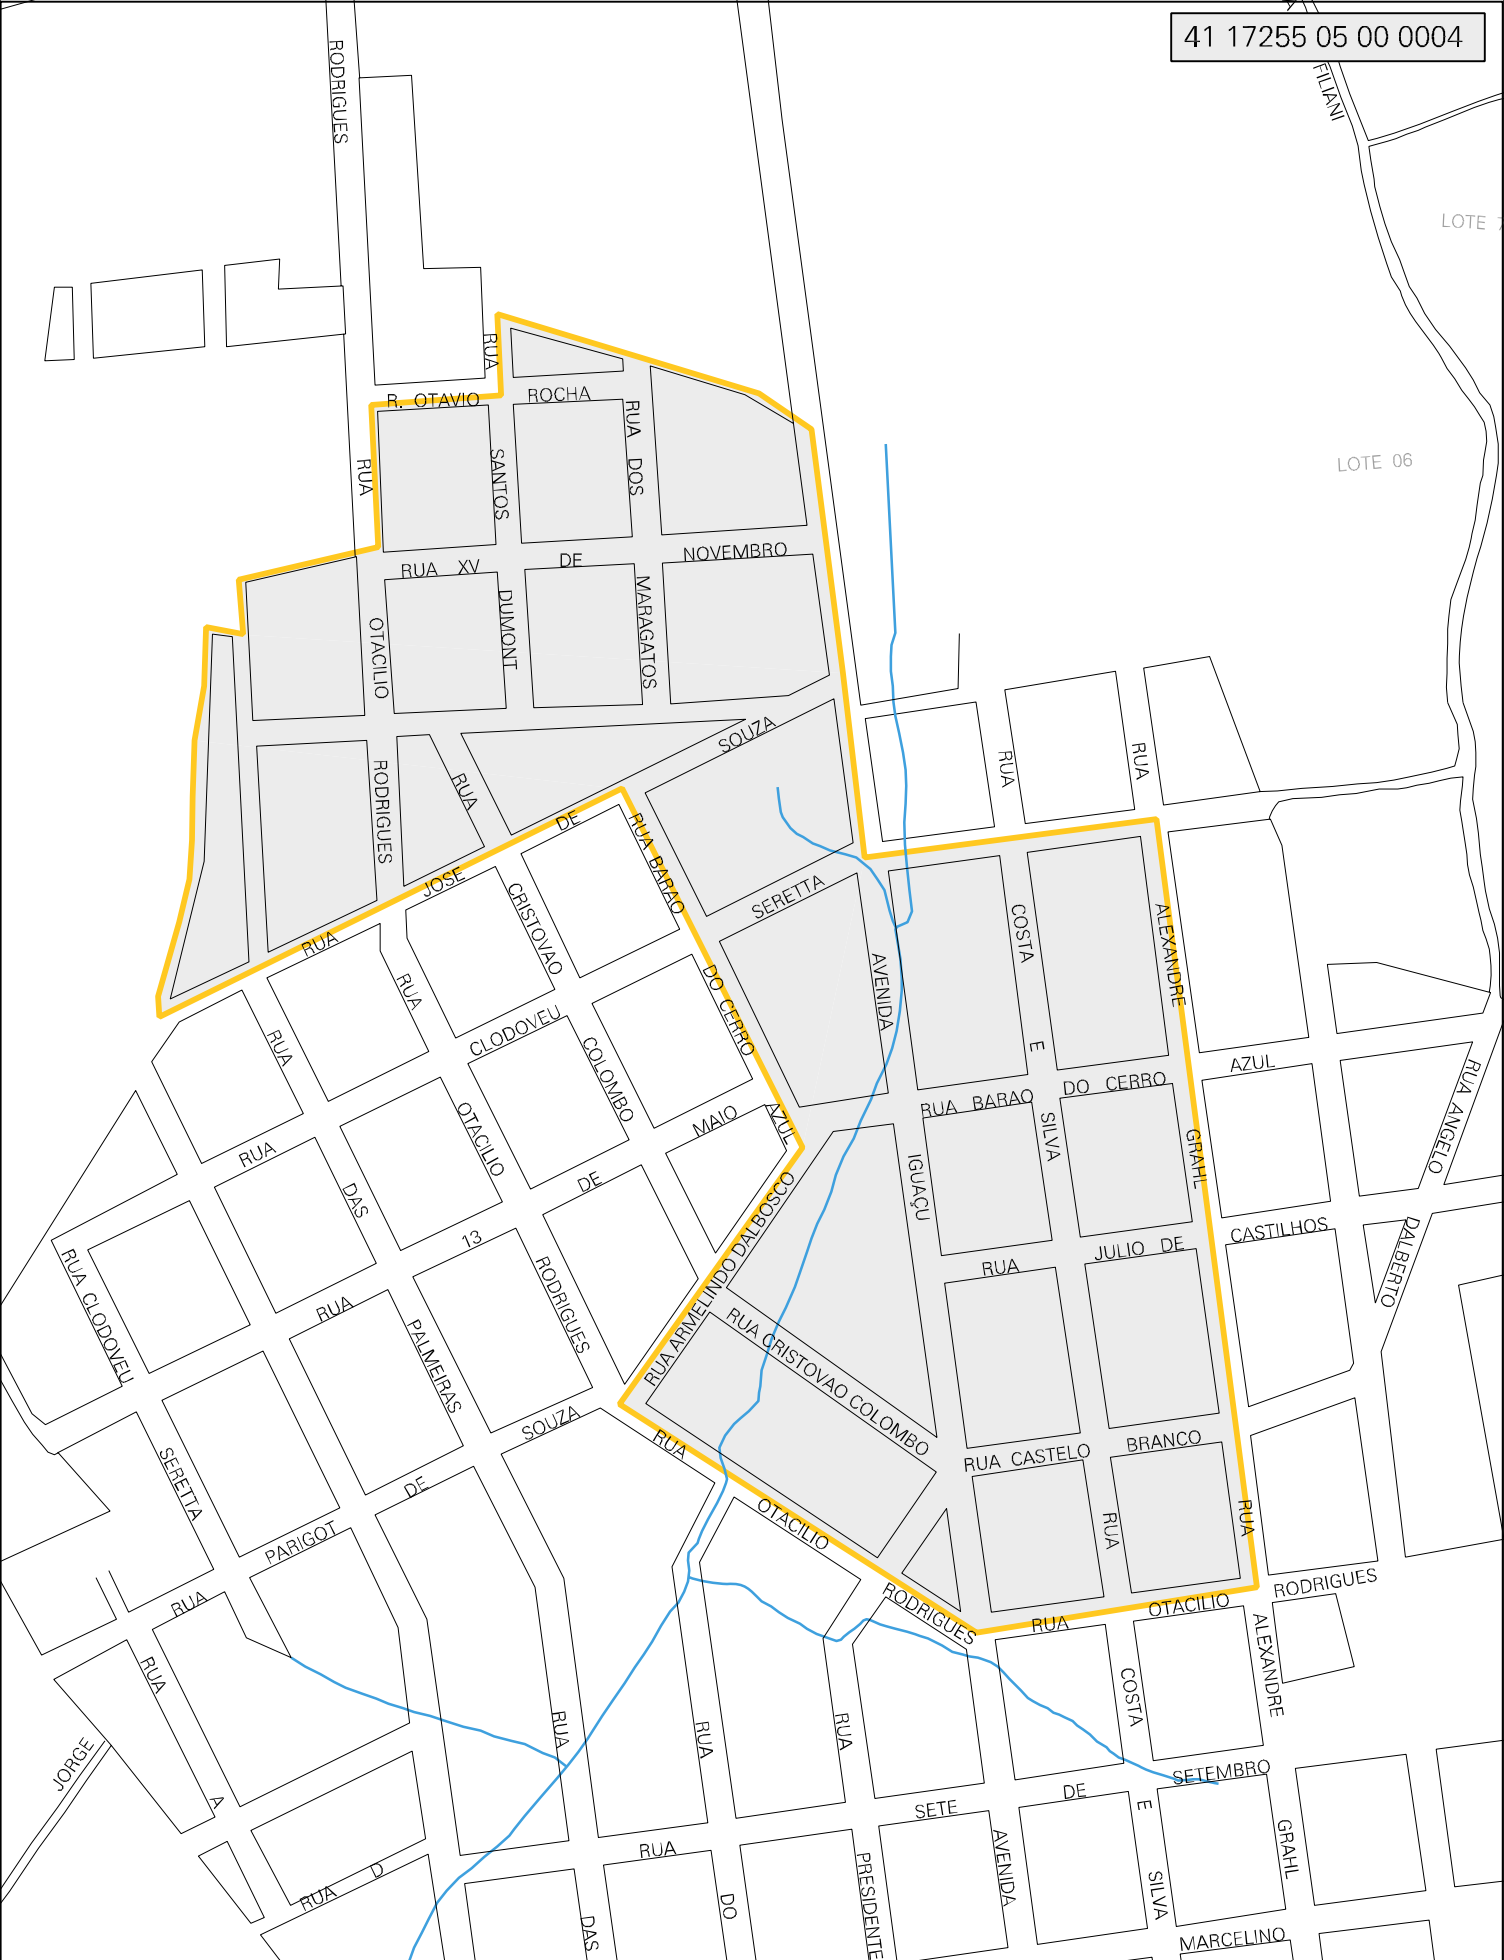 41 17255 05 00 0004
RODRIGUES
FILIANI
LOTE 7
RUA
R. OTAVIO
ROCHA
RUA
DOS
LOTE 06
RUA
SANTOS
RUA XV
DE
NOVEMBRO
OTACILIO
DUMONT
MARAGATOS
SOUZA
RUA
RUA
RODRIGUES
RUA
DE
RUA BARAO
JOSE
CRISTOVAO
SERETTA
COSTA
ALEXANDRE
RUA
RUA
DO CERRO
AVENIDA
CLODOVEU
RUA
COLOMBO
E
AZUL
DO CERRO
RUA BARAO
RUA ANGELO
OTACILIO
MAIO
AZUL
SILVA
GRAHL
RUA
DE
IGUAÇU
DAS
13
RUA ARMELINDO DALBOSCO
JULIO DE
CASTILHOS
DALBERTO
RUA
RUA CLODOVEU
RODRIGUES
RUA
RUA CRISTOVAO COLOMBO
PALMEIRAS
SOUZA
RUA
RUA CASTELO
BRANCO
SERETTA
DE
OTACILIO
RUA
RUA
PARIGOT
RUA
RODRIGUES
RODRIGUES
RUA
OTACILIO
RUA
COSTA
ALEXANDRE
RUA
RUA
RUA
JORGE
SETEMBRO
A
SETE
DE
E
GRAHL
RUA
AVENIDA
RUA
D
PRESIDENTE
SILVA
DO
DAS
MARCELINO